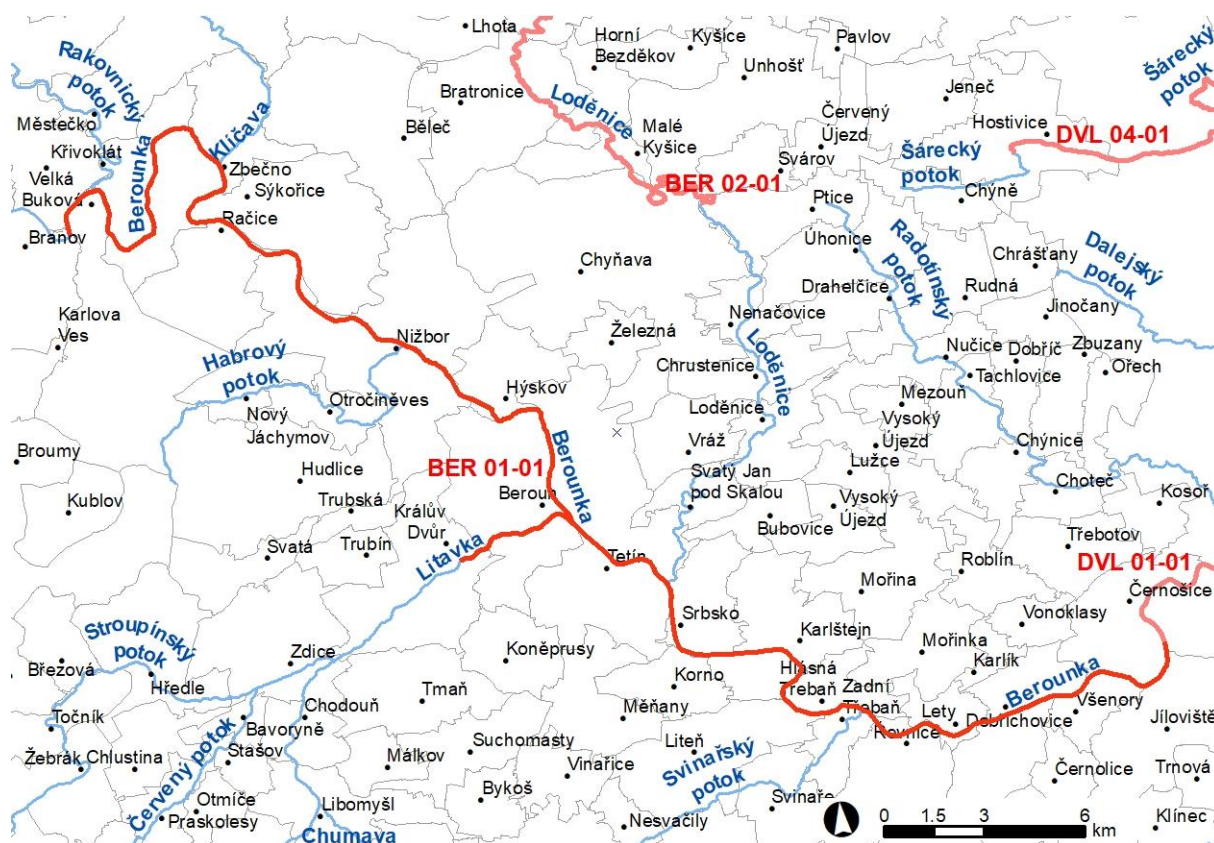 Lhota
Horní
Bezděkov
Kyšice
Pavlov
Unhošť
Rakovnický
potok
Bratronice
Loděnice
Jeneč
Šárecký
potok
Městečko
Klíčava
Běleč
Malé
Kyšice
Červený
Újezd
Hostivice
DVL 04-01
Křivoklát
Berounka
Zbečno
Velká
Buková
Sýkořice
BER 02-01
Svárov
Šárecký
potok
Chýně
Ptice
Branov
Račice
Úhonice
Radotínský
potok
Chrášťany
Dalejský
potok
Chyňava
Drahelčice
Rudná
Karlova
Ves
Nižbor
Železná
Nenačovice
Jinočany
Habrový
potok
Loděnice
Nučice
Dobříč
Zbuzany
Chrustenice
Tachlovice
Ořech
Hýskov
Mezouň
Nový
Jáchymov
Otročiněves
Loděnice
Vysoký
Újezd
Broumy
BER 01-01
Berounka
Vráž
Chýnice
Hudlice
Svatý Jan
pod Skalou
Lužce
Choteč
Kublov
Trubská
Králův
Dvůr
Beroun
Bubovice
Vysoký
Újezd
Kosoř
Svatá
Trubín
Litavka
Tetín
Třebotov
Roblín
DVL 01-01
Mořina
Černošice
Stroupínský
potok
Srbsko
Vonoklasy
Karlštejn
Březová
Zdice
Koněprusy
Mořinka
Karlík
Hředle
Korno
Hlásná
Třebaň
Zadní
Třebaň
Berounka
Točník
Červený potok
Bavoryně
Chodouň
Tmaň
Měňany
Lety
Dobřichovice
Všenory
Řevnice
Jíloviště
Žebrák
Chlustina
Stašov
Málkov
Suchomasty
Liteň
Svinařský
potok
Vinařice
Černolice
Trnová
Otmíče
Praskolesy
Libomyšl
Bykoš
Svinaře
Chumava
Nesvačily
Klínec
0 1.5 3 6
km